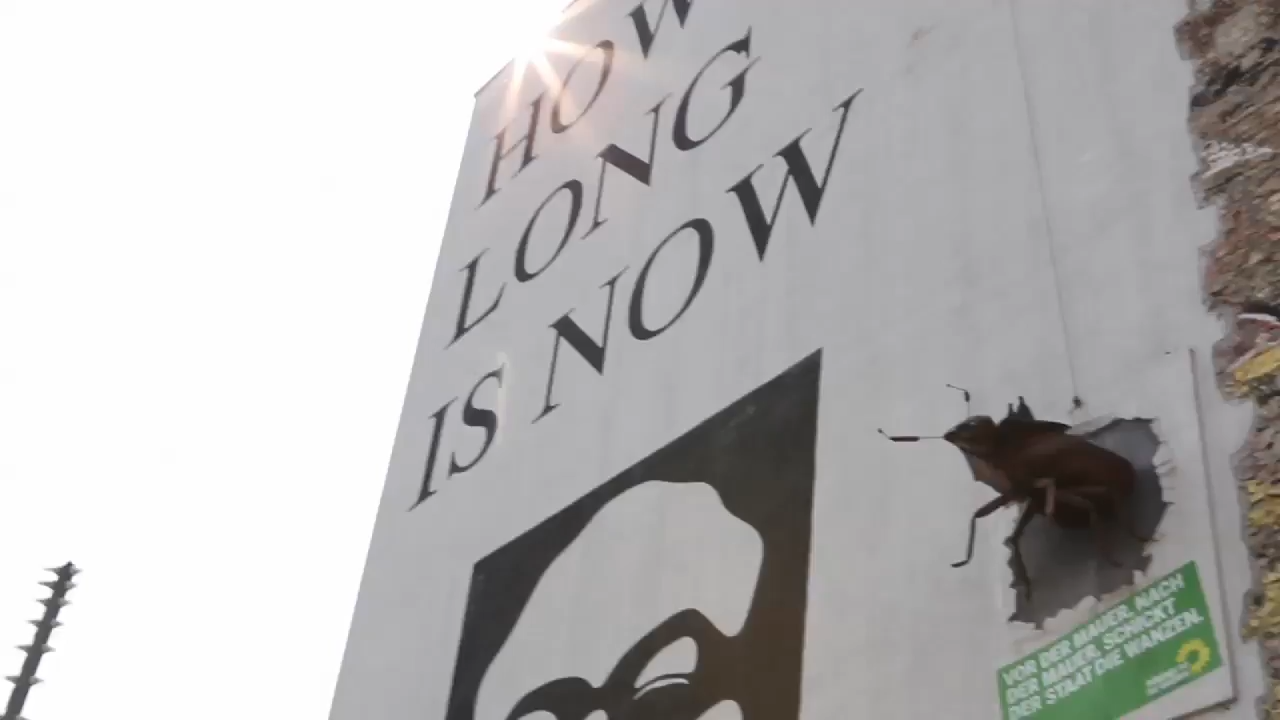 HOW
LONG
IS NOW
VOR DER MAUER, NACH
DER MAUER, SCHICKT
DER STAAT DIE WANZEN.